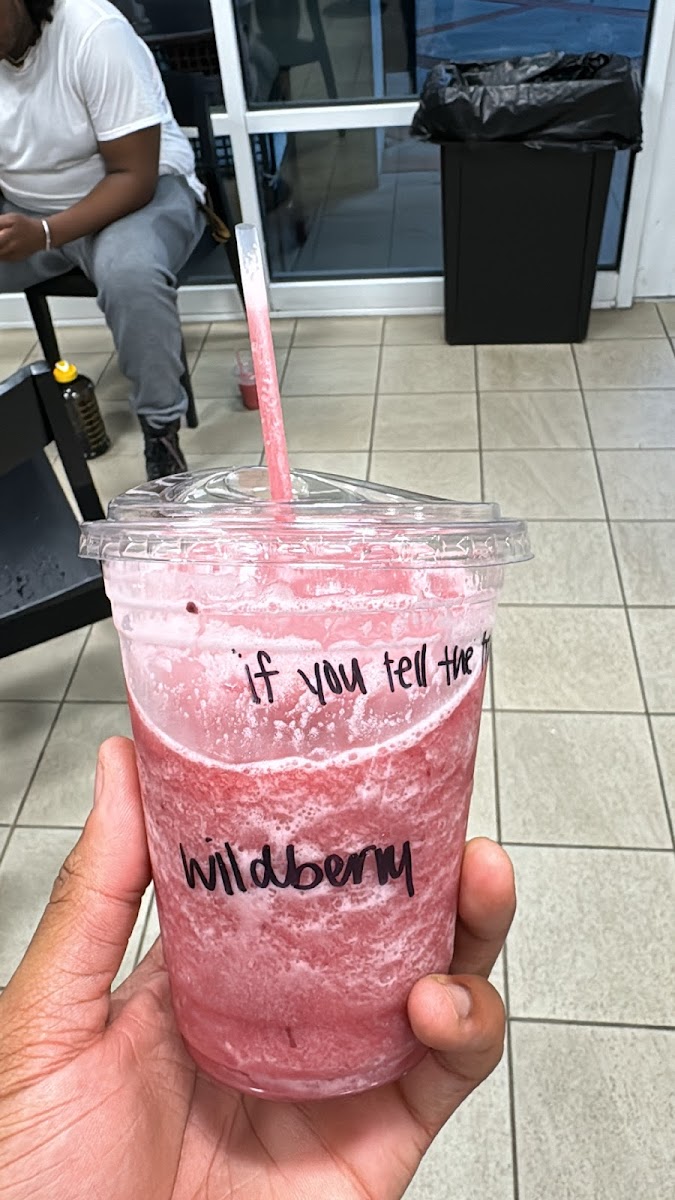 "if you tell the
wildberry